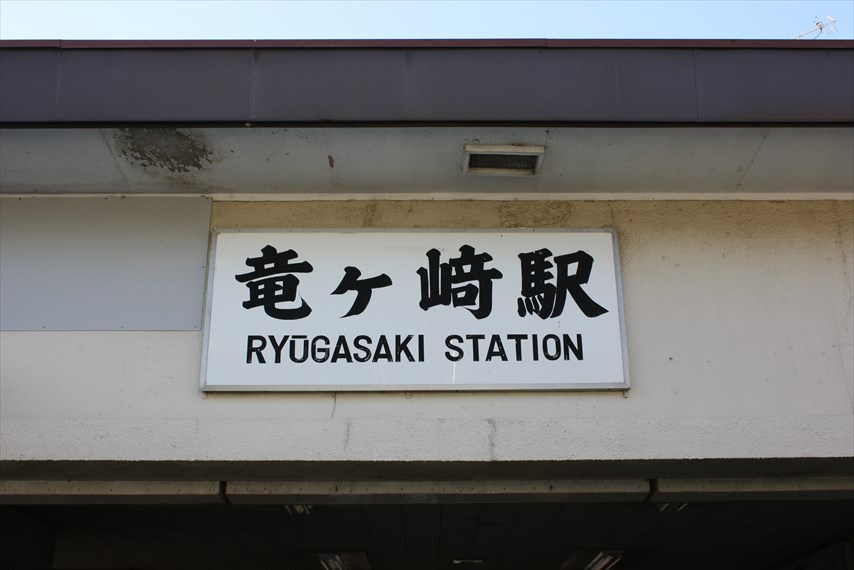 竜ヶ﨑駅
RYŪGASAKI STATION